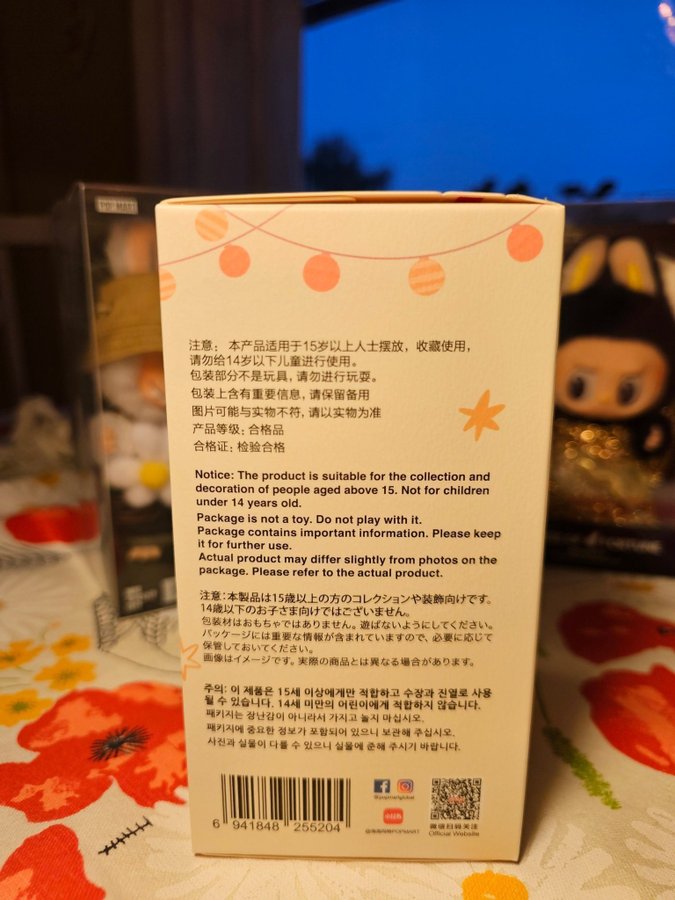 POP MART
注意： 本产品适用于15岁以上人士摆放，收藏使用，
请勿给14岁以下儿童进行使用。
包装部分不是玩具，请勿进行玩耍。
包装上含有重要信息，请保留备用
图片可能与实物不符，请以实物为准
产品等级：合格品
合格证：检验合格
Notice: The product is suitable for the collection and
decoration of people aged above 15. Not for children
under 14 years old.
Package is not a toy. Do not play with it.
Package contains important information. Please keep
it for further use.
Actual product may differ slightly from photos on the
package. Please refer to the actual product.
注意:本製品は15歳以上の方のコレクションや装飾向けです。
14歳以下のお子さま向けではございません。
包装材はおもちゃではありません。遊ばないようにしてください。
パッケージには重要な情報が含まれていますので、必要に応じて
保管しておいてください。
画像はイメージです。実際の商品とは異なる場合があります。
주의: 이 제품은 15세 이상에게만 적합하고 수장과 진열로 사용
될 수 있습니다. 14세 미만의 어린이에게 적합하지 않습니다.
패키지는 장난감이 아니라서 가지고 놀지 마십시오.
패키지에 중요한 정보가 포함되어 있으니 보관해 주십시오.
사진과 실물이 다를 수 있으니 실물에 준해 주시기 바랍니다.
6 941848 255204
@popmartglobal
小红书
微信扫码关注
Official Website